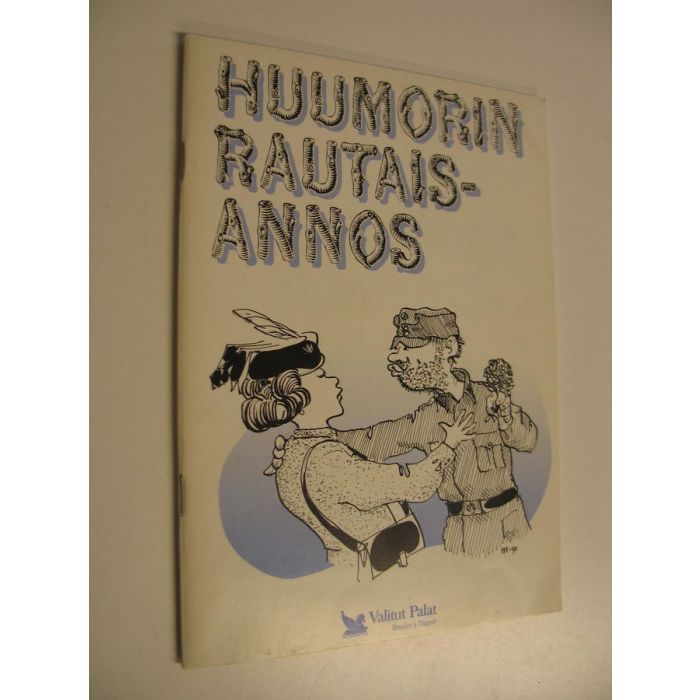 HUUMORIN
RAUTAIS-
ANNOS
Valitut Palat
Reader's Digest